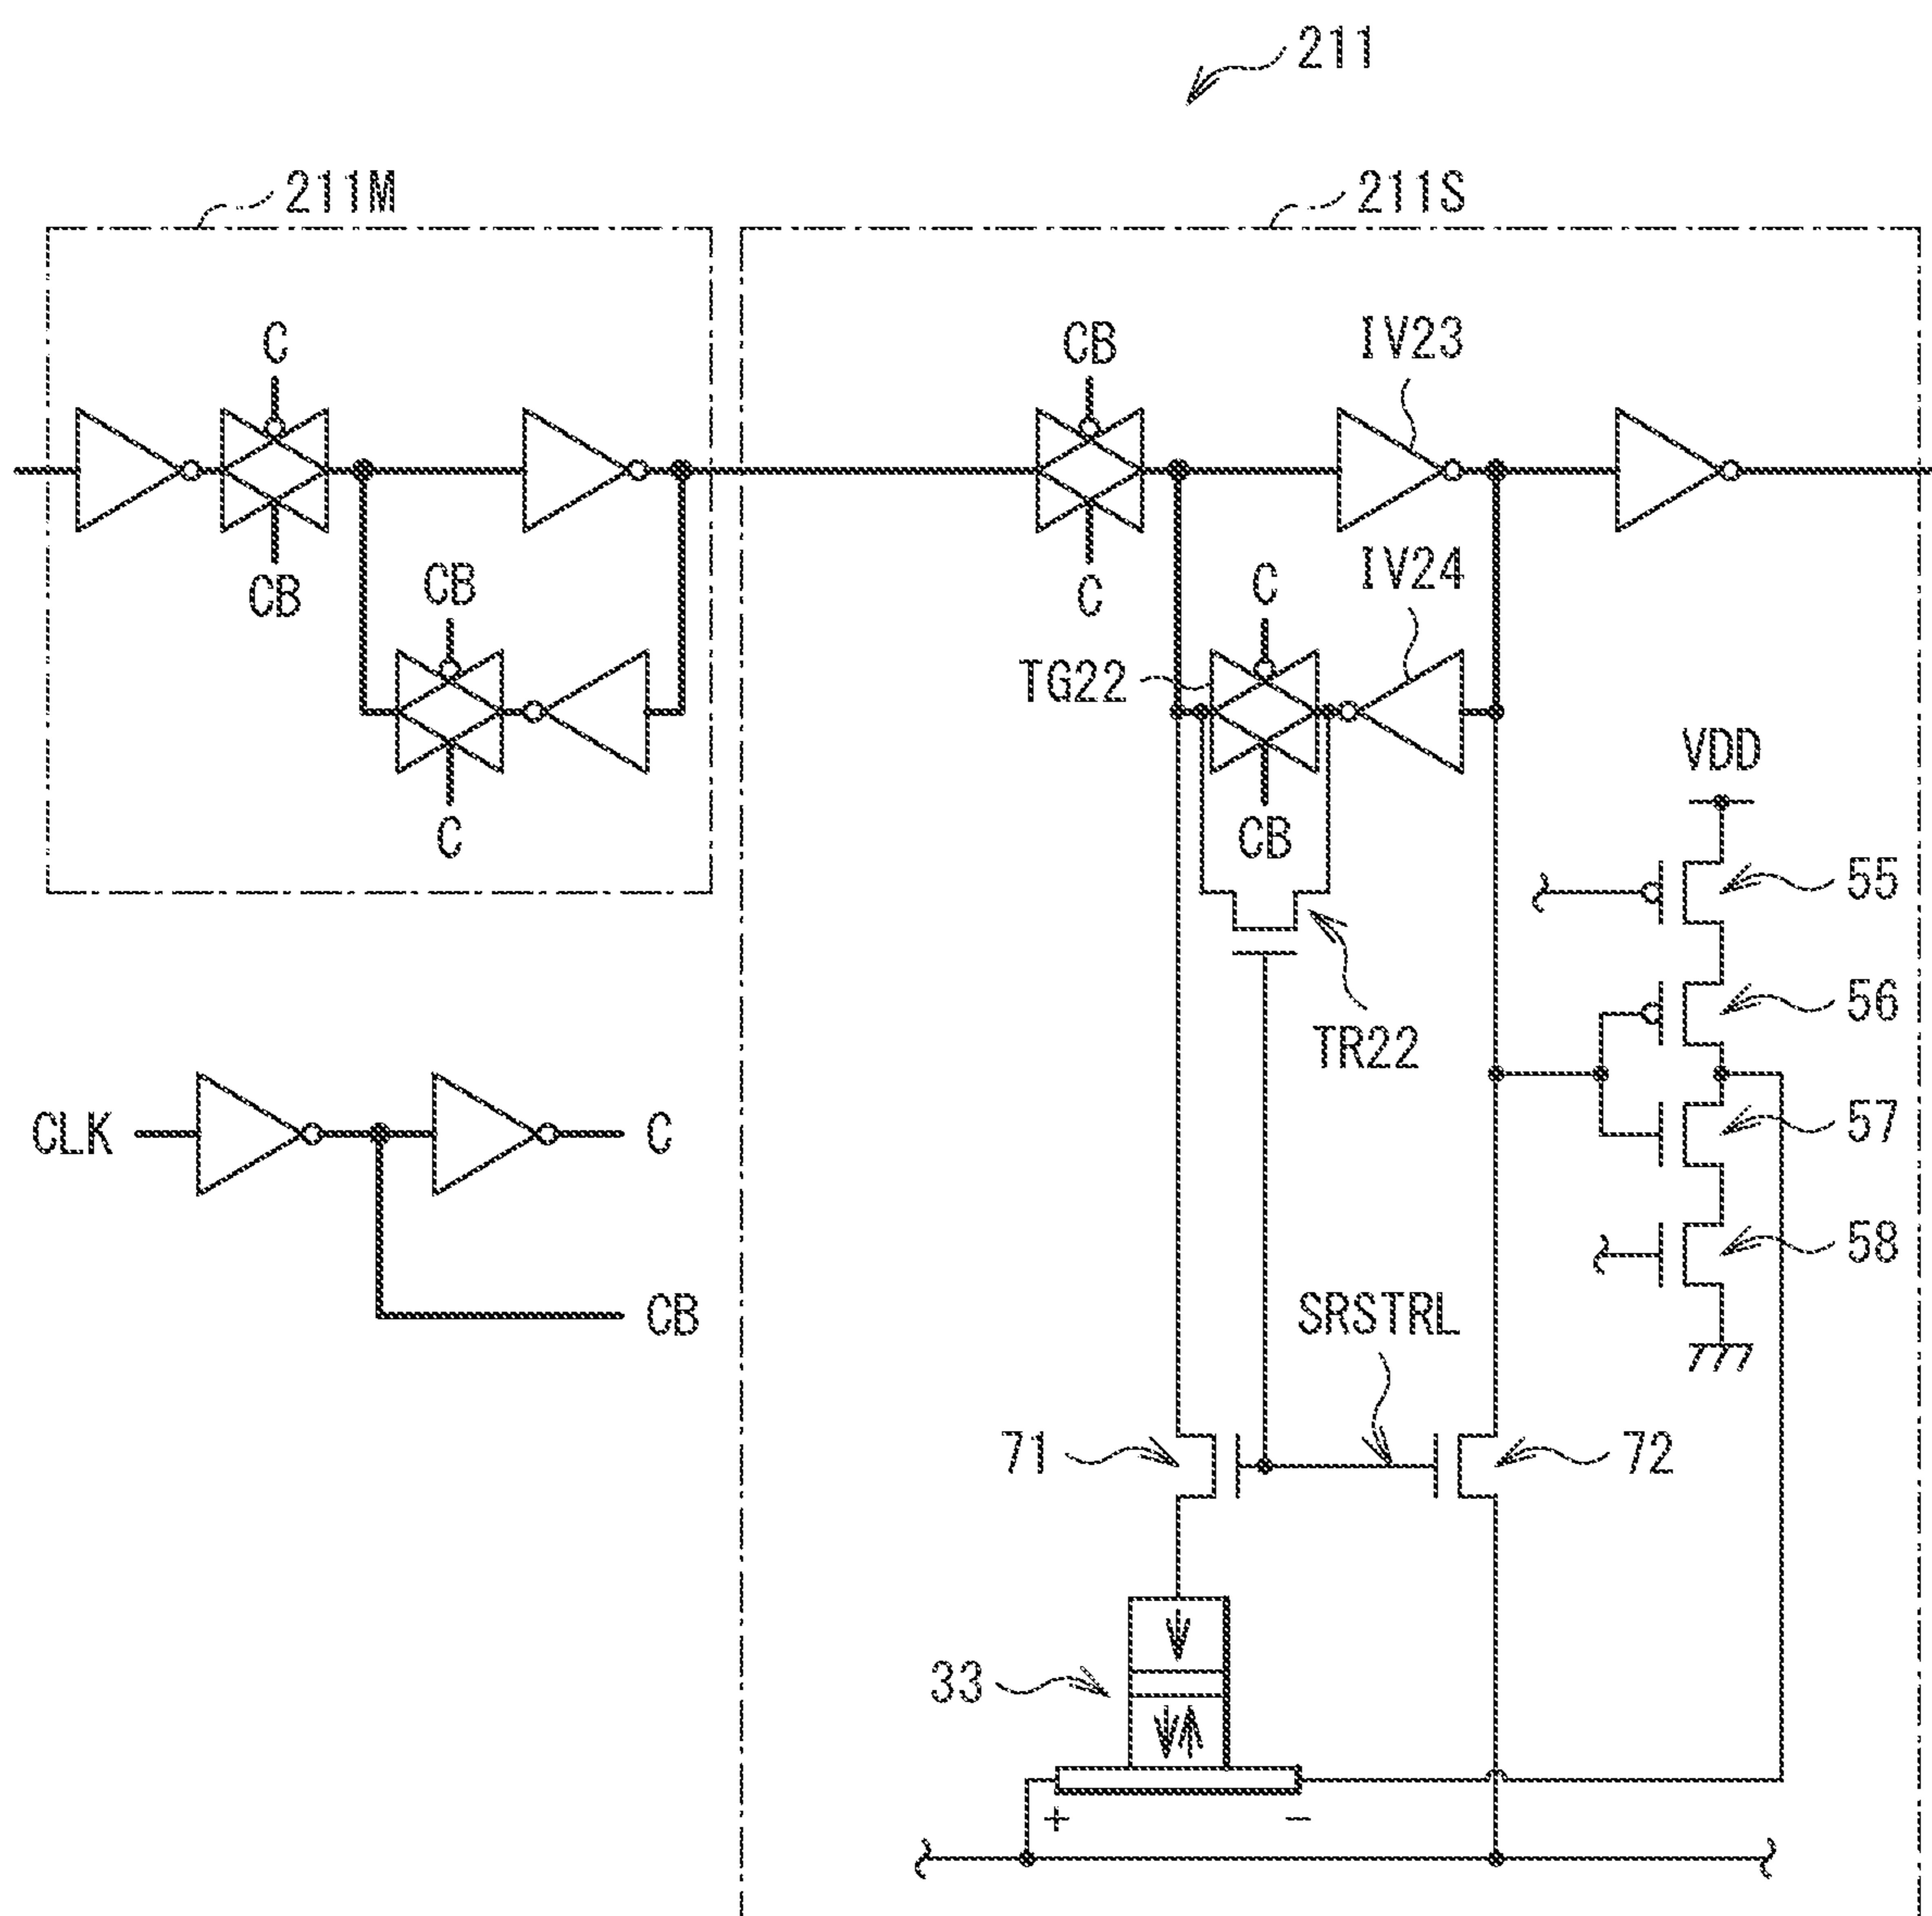 211
211M
211S
C
CB
IV23
CB
CB
C
C
IV24
TG22
C
CB
VDD
55
56
TR22
57
CLK
C
58
CB
SRSTRL
71
72
33
+
−